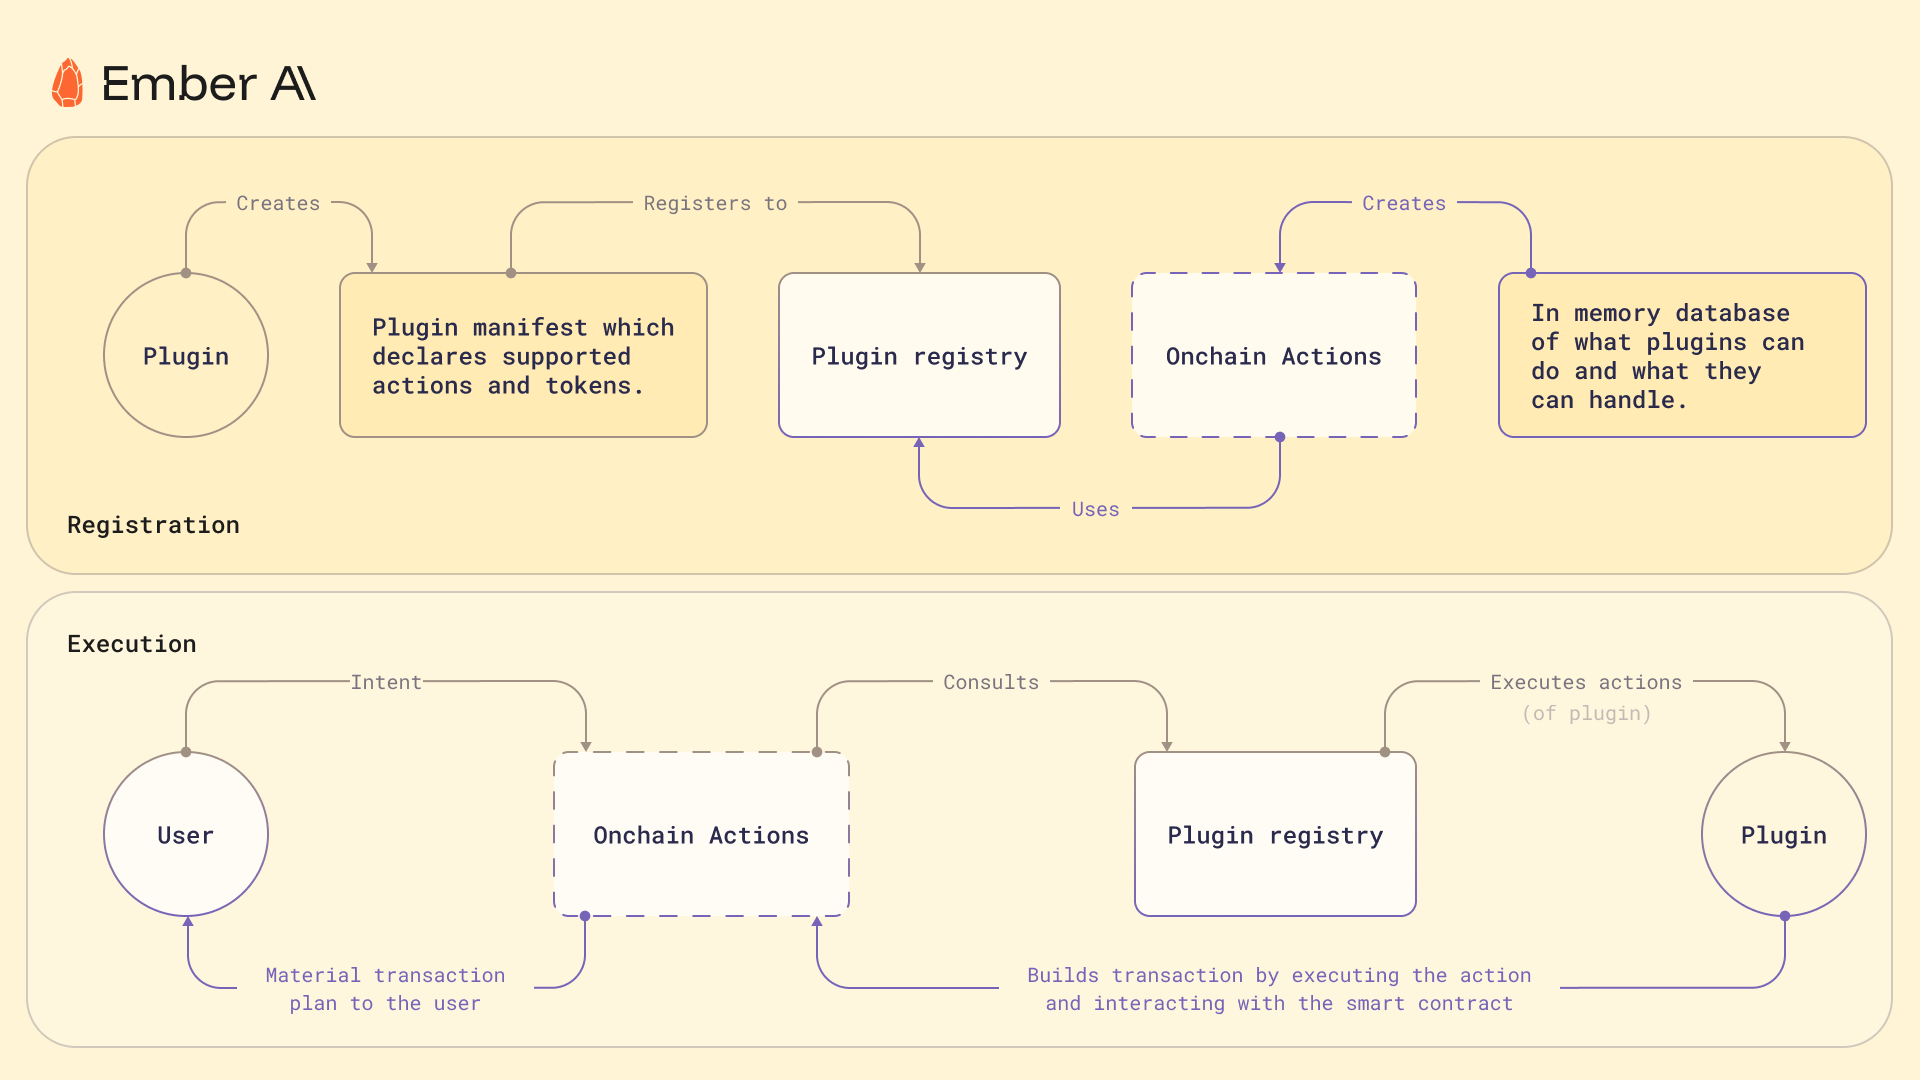 Ember AI
Creates
Registers to
Creates
Plugin
Plugin manifest which
declares supported
actions and tokens.
Plugin registry
Onchain Actions
In memory database
of what plugins can
do and what they
can handle.
Uses
Registration
Execution
Intent
Consults
Executes actions
(of plugin)
User
Onchain Actions
Plugin registry
Plugin
Material transaction
plan to the user
Builds transaction by executing the action
and interacting with the smart contract